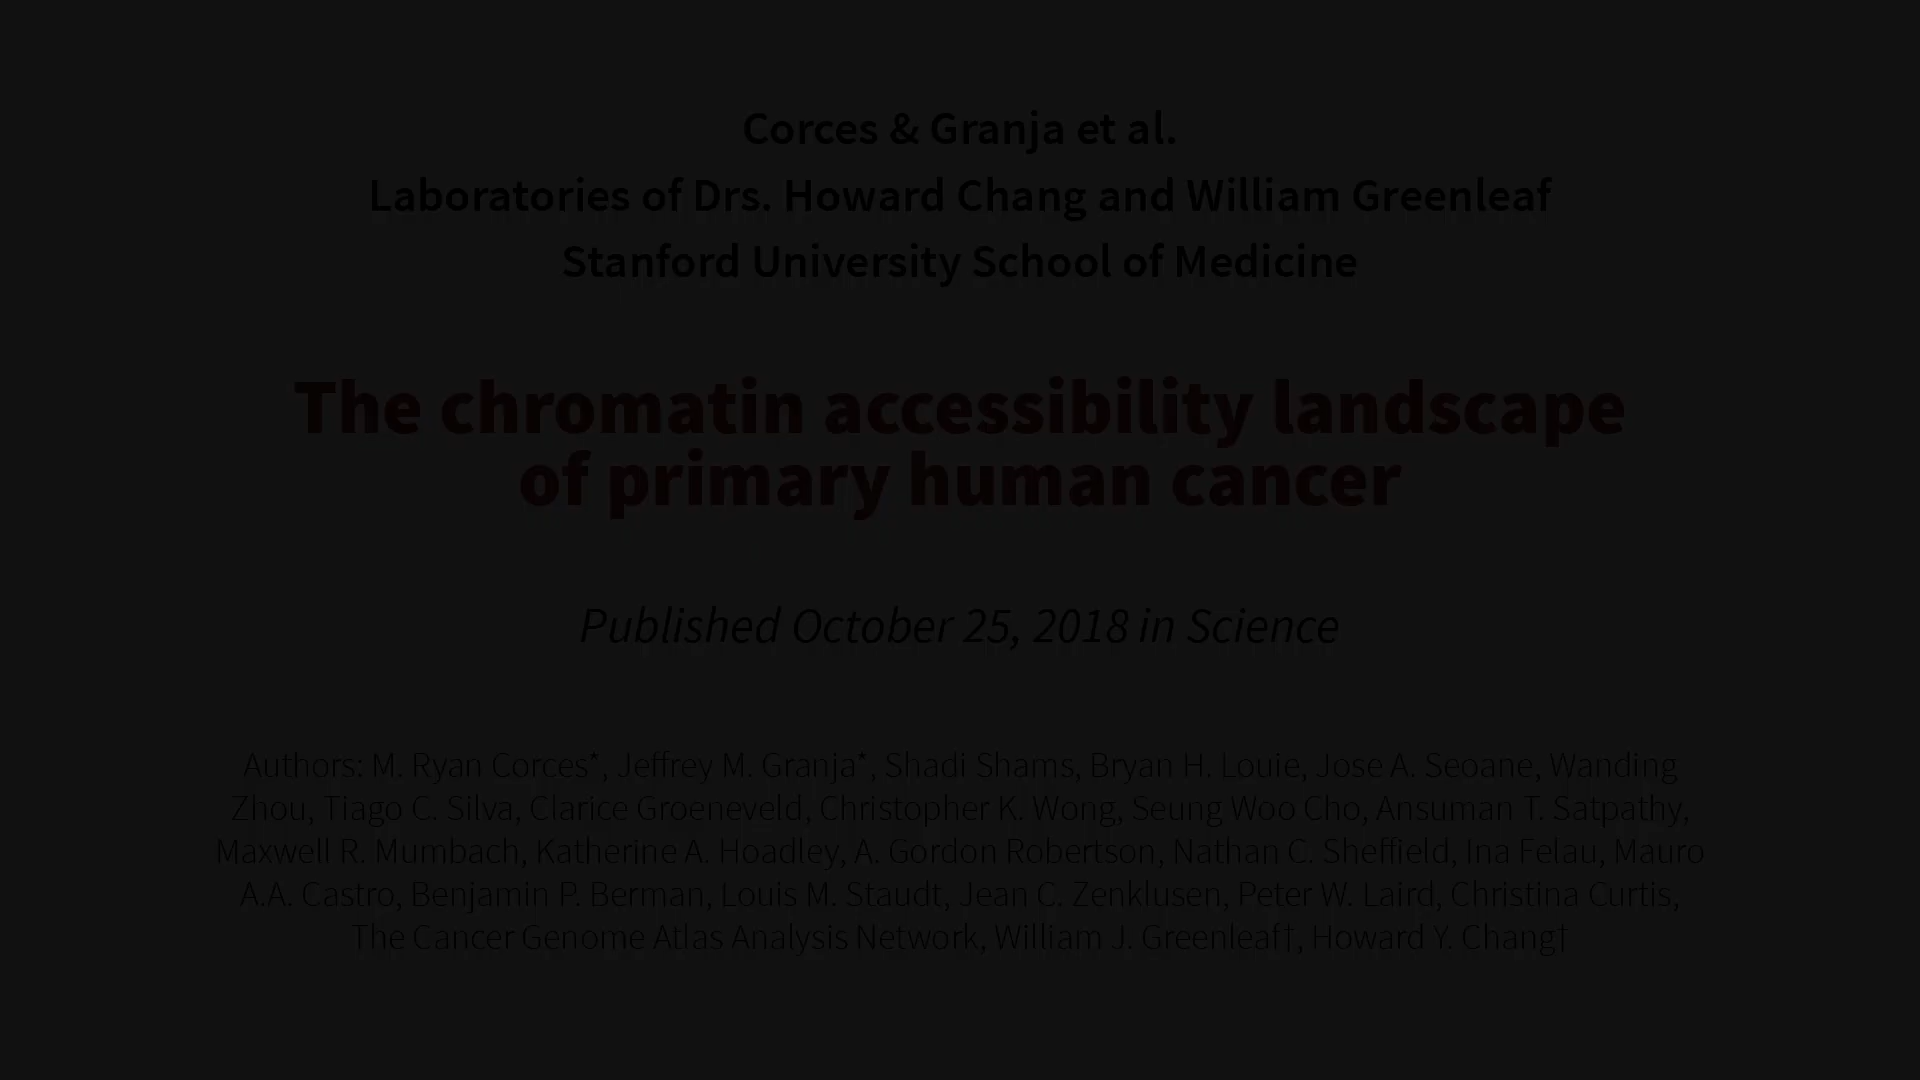 Corces & Granja et al.
Laboratories of Drs. Howard Chang and William Greenleaf
Stanford University School of Medicine
The chromatin accessibility landscape
of primary human cancer
Published October 25, 2018 in Science
Authors: M. Ryan Corces*, Jeffrey M. Granja*, Shadi Shams, Bryan H. Louie, Jose A. Seoane, Wanding
Zhou, Tiago C. Silva, Clarice Groeneveld, Christopher K. Wong, Seung Woo Cho, Ansuman T. Satpathy,
Maxwell R. Mumbach, Katherine A. Hoadley, A. Gordon Robertson, Nathan C. Sheffield, Ina Felau, Mauro
A.A. Castro, Benjamin P. Berman, Louis M. Staudt, Jean C. Zenklusen, Peter W. Laird, Christina Curtis,
The Cancer Genome Atlas Analysis Network, William J. Greenleaf†, Howard Y. Chang†